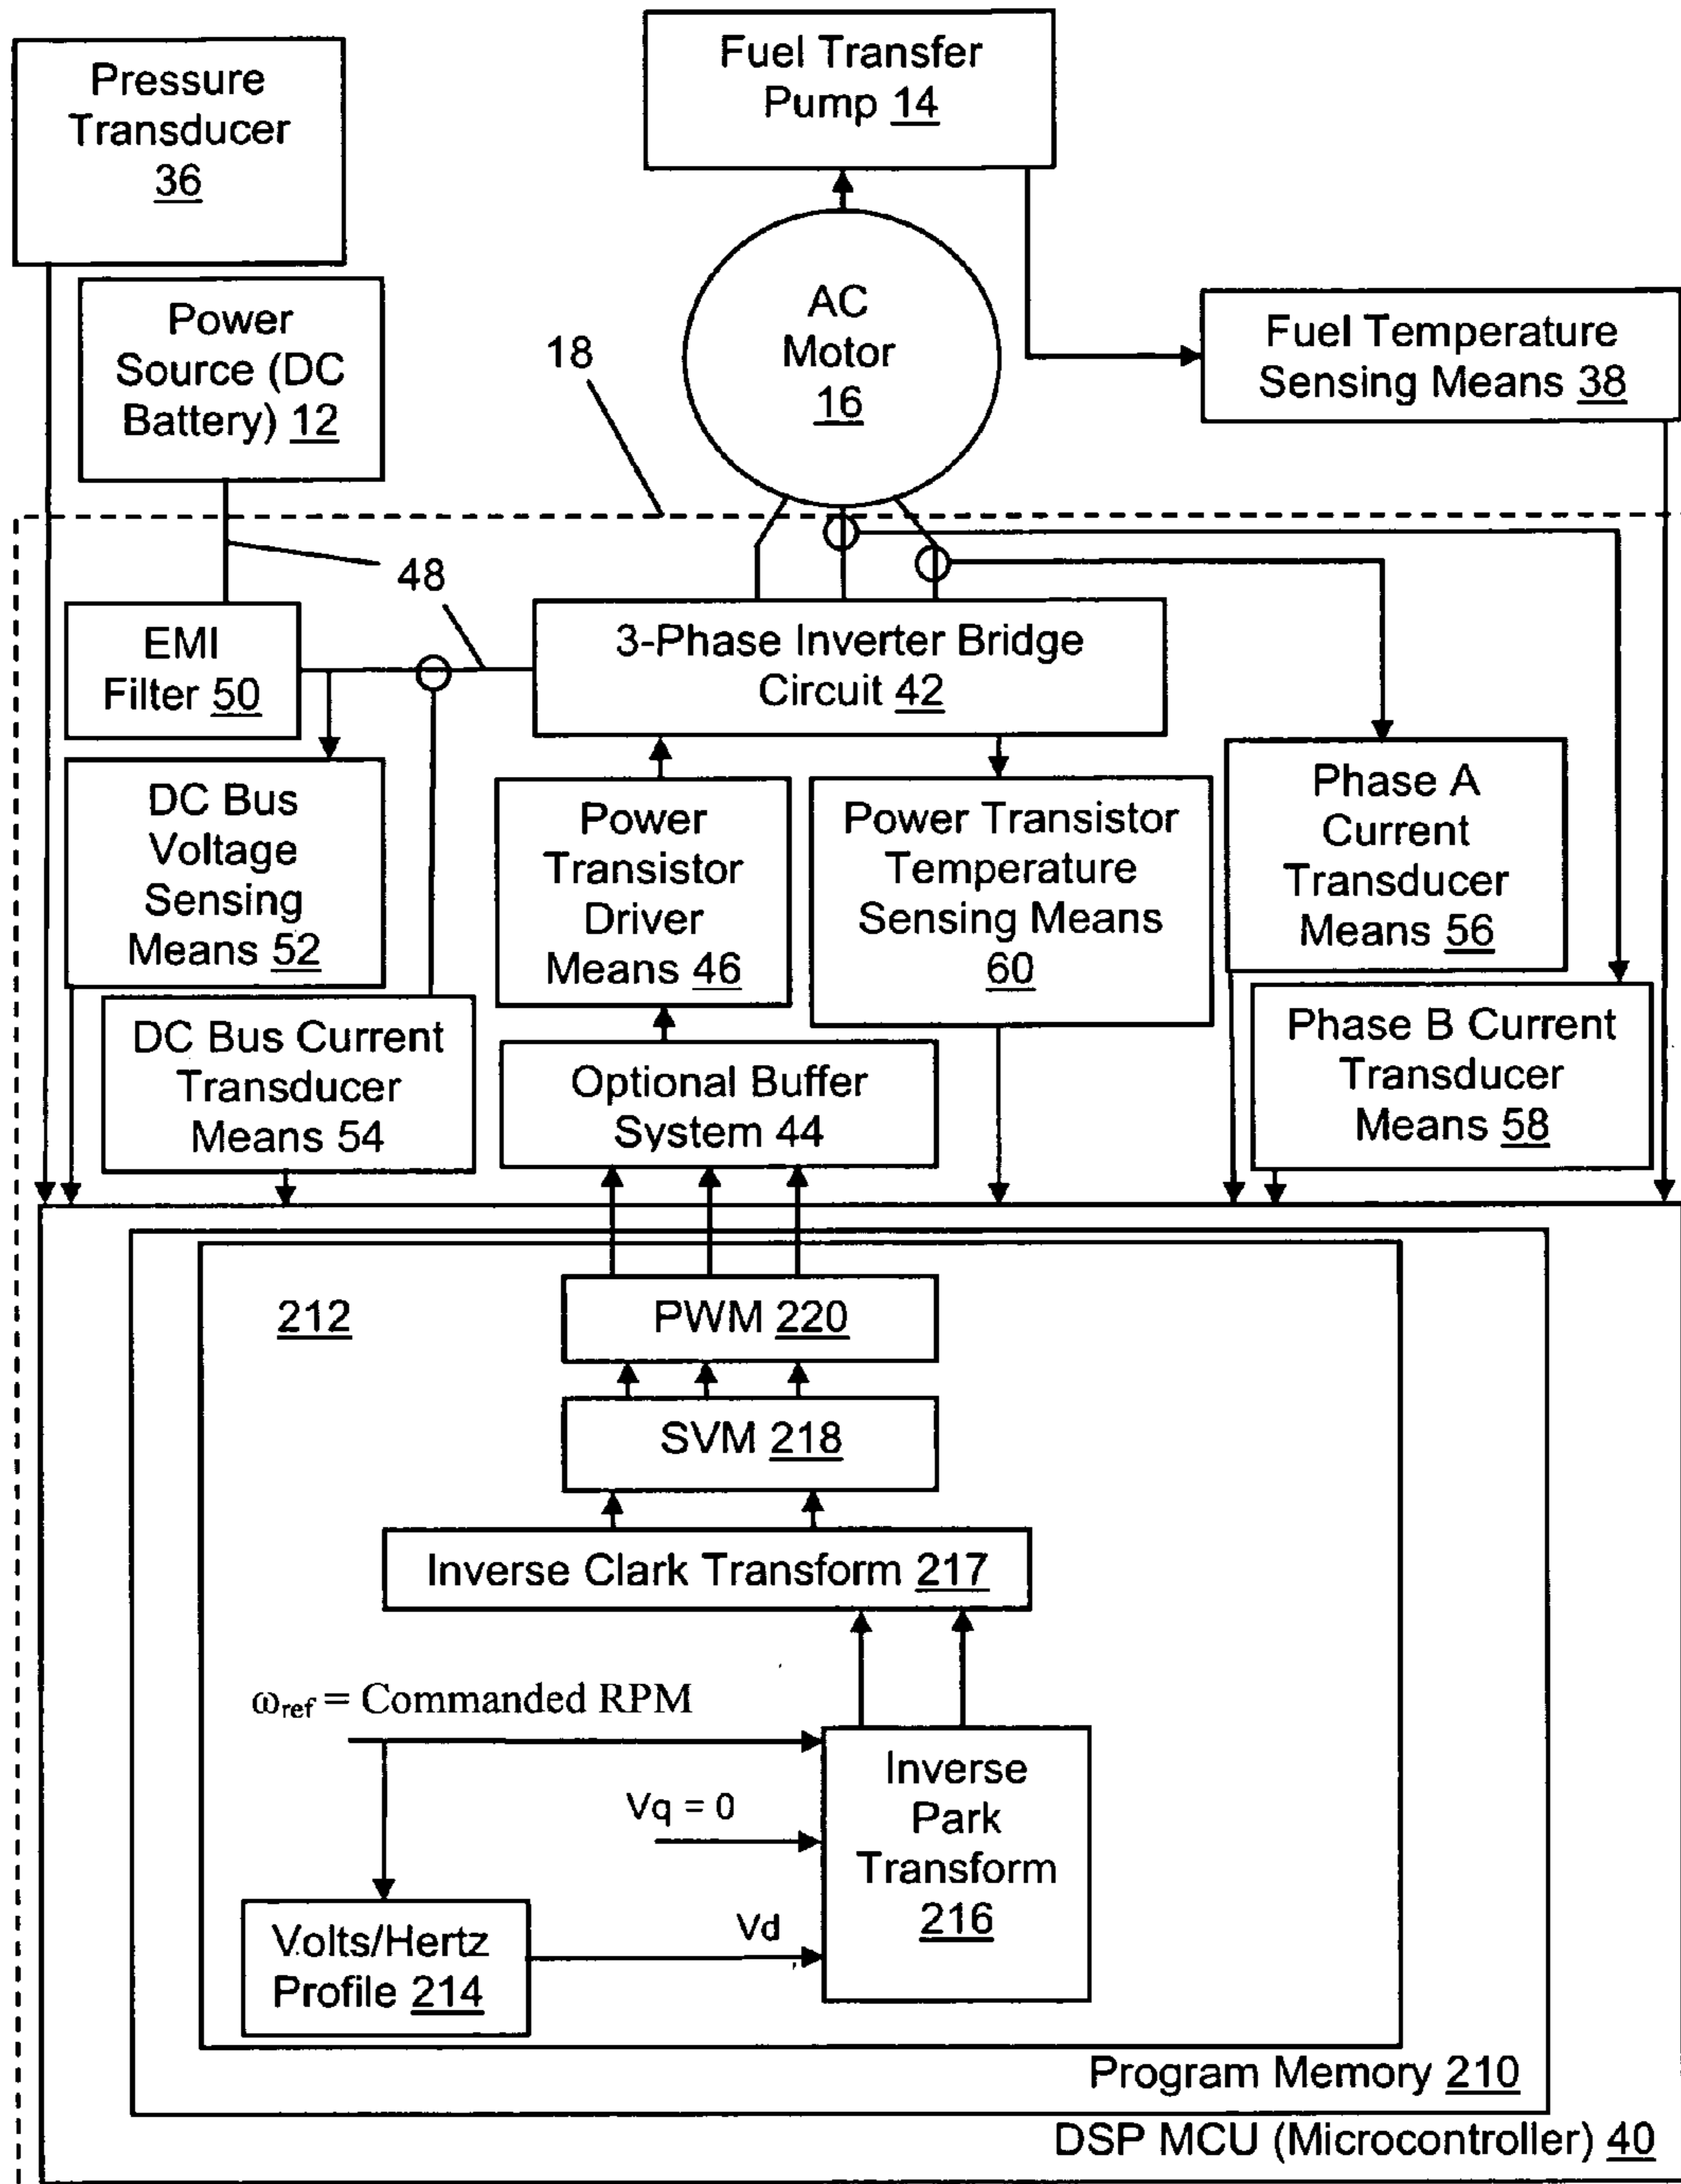 Pressure
Transducer
36
Fuel Transfer
Pump 14
Power
Source (DC
Battery) 12
18
AC
Motor
16
Fuel Temperature
Sensing Means 38
48
EMI
Filter 50
3-Phase Inverter Bridge
Circuit 42
DC Bus
Voltage
Sensing
Means 52
Power
Transistor
Driver
Means 46
Power Transistor
Temperature
Sensing Means
60
Phase A
Current
Transducer
Means 56
DC Bus Current
Transducer
Means 54
Optional Buffer
System 44
Phase B Current
Transducer
Means 58
212
PWM 220
SVM 218
Inverse Clark Transform 217
ωref = Commanded RPM
Vq = 0
Inverse
Park
Transform
216
Vd
Volts/Hertz
Profile 214
Program Memory 210
DSP MCU (Microcontroller) 40